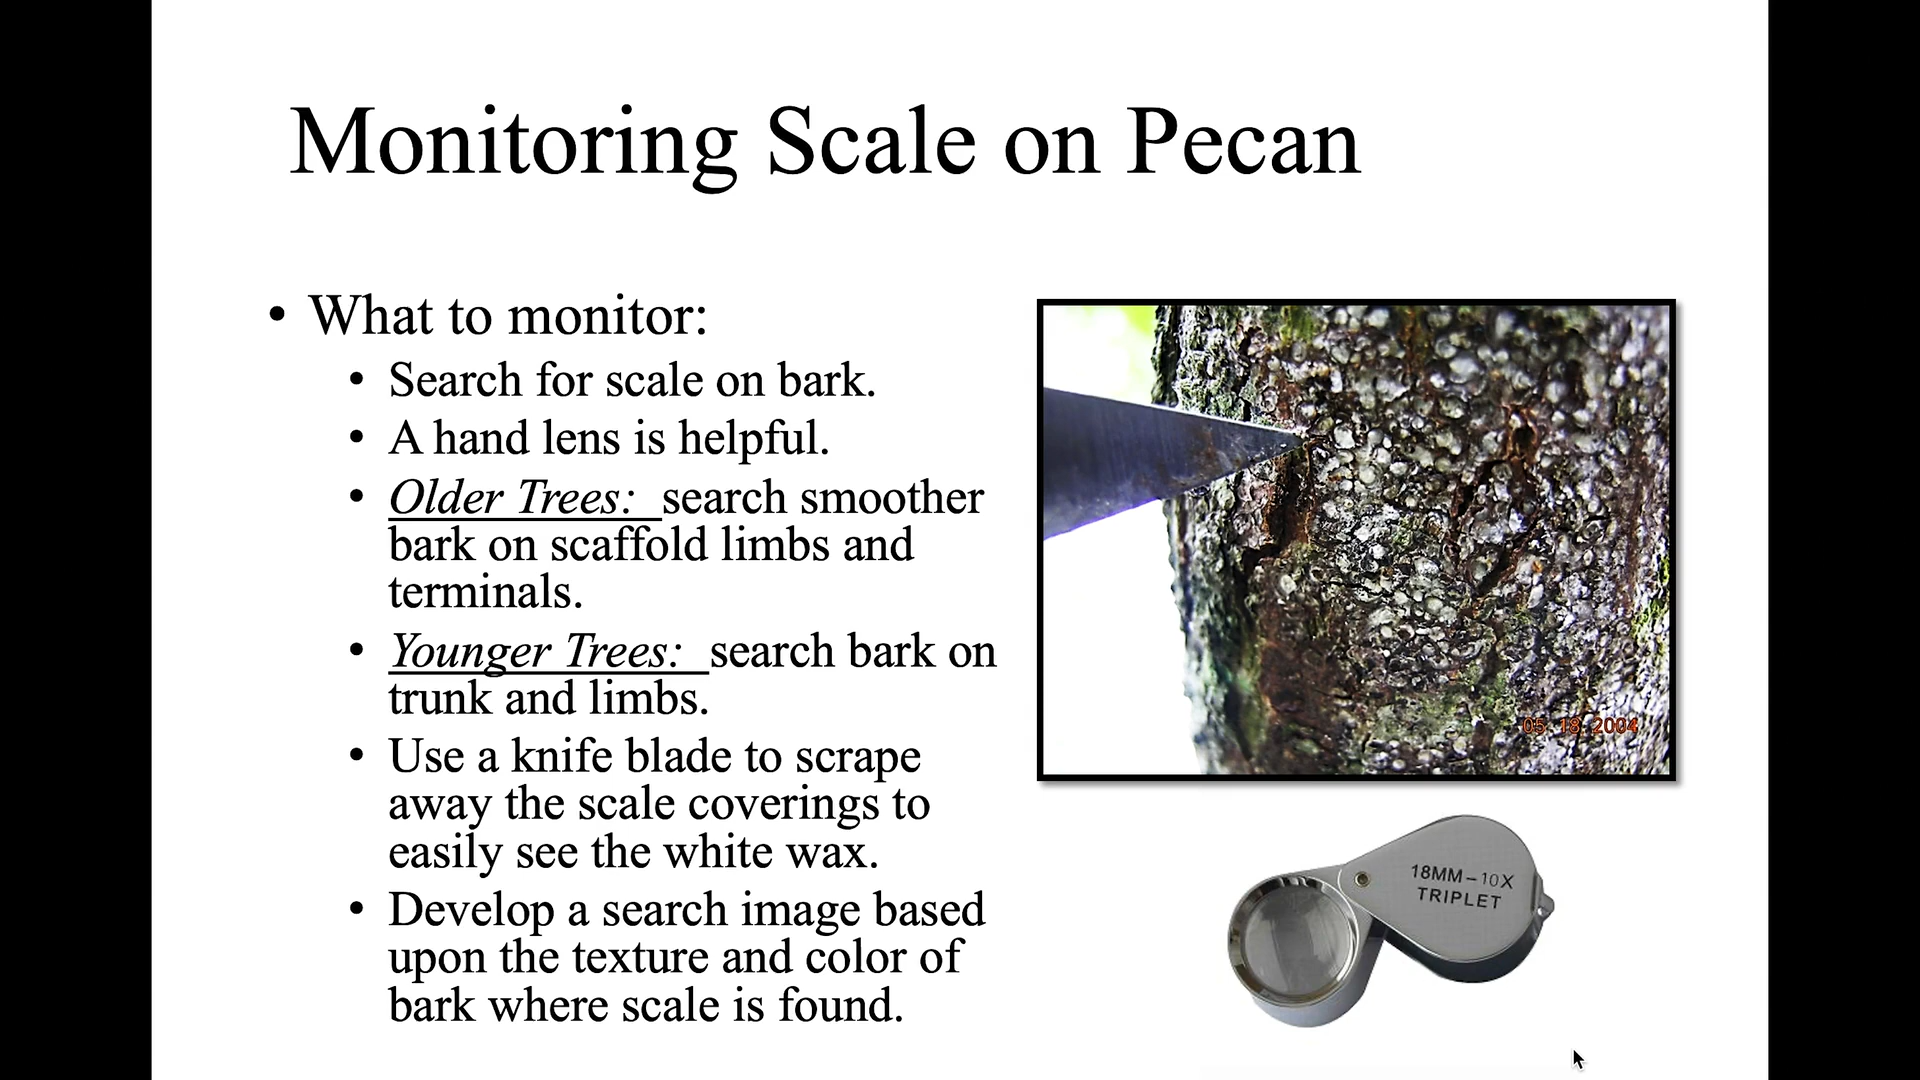 Monitoring Scale on Pecan
• What to monitor:
• Search for scale on bark.
• A hand lens is helpful.
• Older Trees: search smoother
bark on scaffold limbs and
terminals.
• Younger Trees: search bark on
trunk and limbs.
• Use a knife blade to scrape
away the scale coverings to
easily see the white wax.
• Develop a search image based
upon the texture and color of
bark where scale is found.
05 18 2004
18MM–10X
TRIPLET